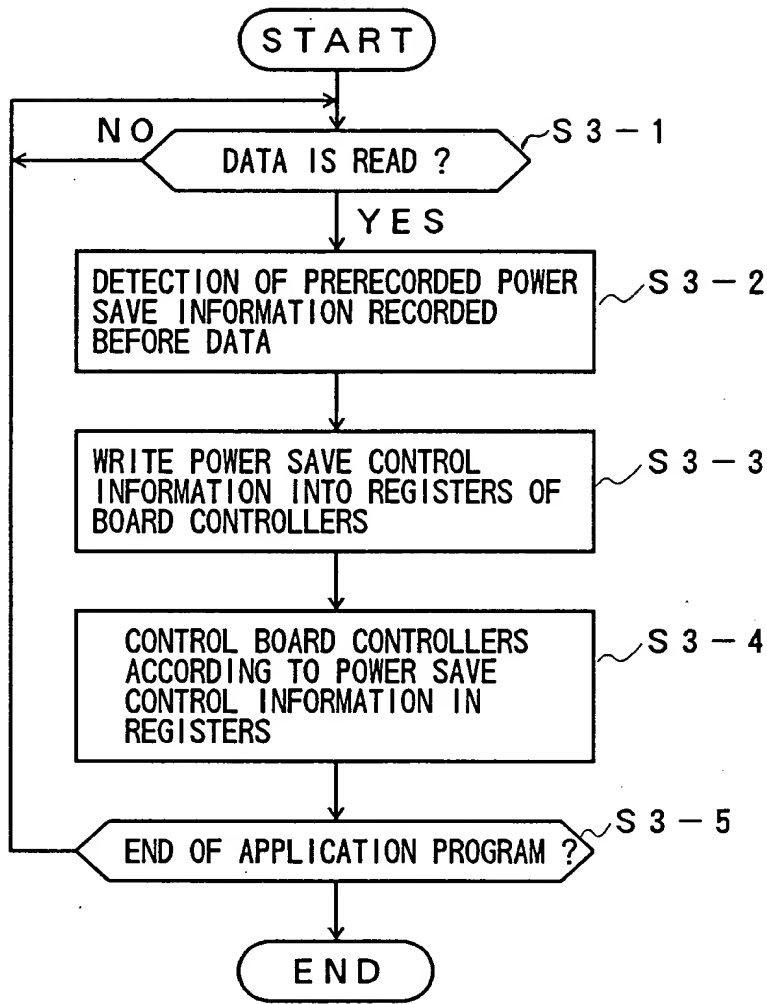 START
NO
DATA IS READ ?
S3-1
YES
DETECTION OF PRERECORDED POWER
SAVE INFORMATION RECORDED
BEFORE DATA
S3-2
WRITE POWER SAVE CONTROL
INFORMATION INTO REGISTERS OF
BOARD CONTROLLERS
S3-3
CONTROL BOARD CONTROLLERS
ACCORDING TO POWER SAVE
CONTROL INFORMATION IN
REGISTERS
S3-4
END OF APPLICATION PROGRAM ?
S3-5
END